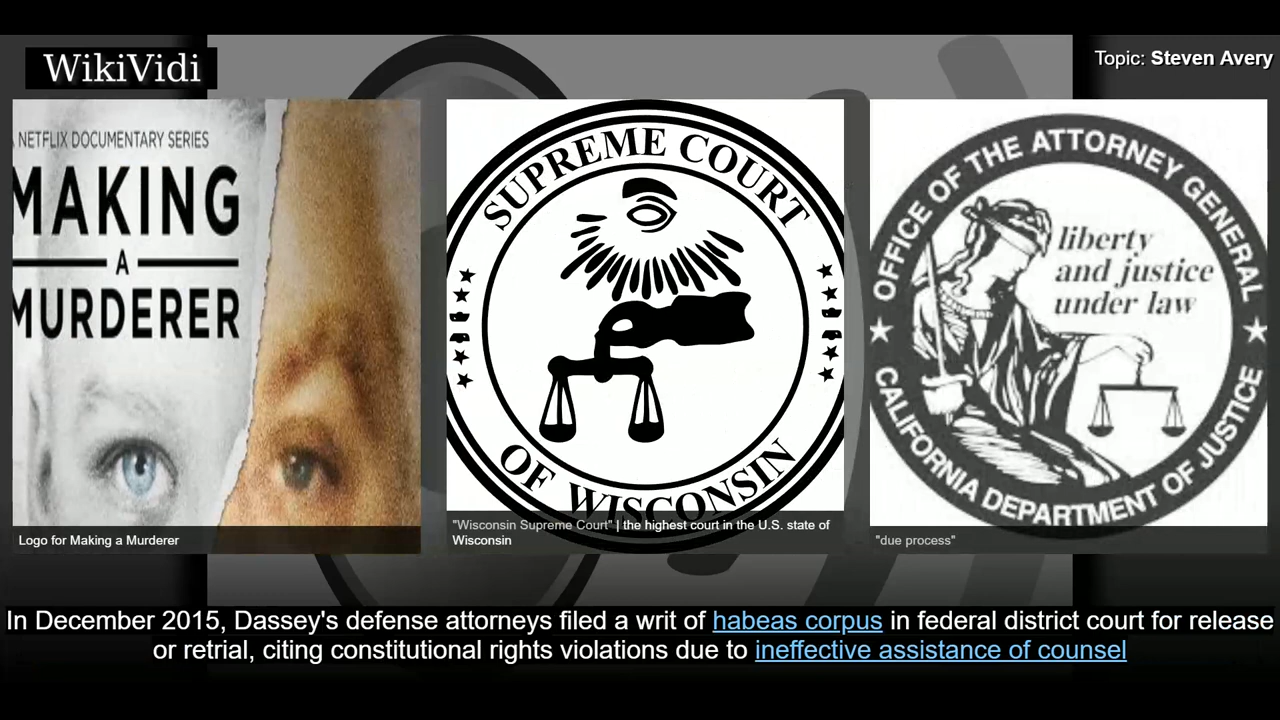 WikiVidi
Topic: Steven Avery
NETFLIX DOCUMENTARY SERIES
MAKING
A
MURDERER
SUPREME COURT
OF WISCONSIN
OFFICE OF THE ATTORNEY GENERAL
liberty
and justice
under law
CALIFORNIA DEPARTMENT OF JUSTICE
Logo for Making a Murderer
"Wisconsin Supreme Court" | the highest court in the U.S. state of
Wisconsin
"due process"
In December 2015, Dassey's defense attorneys filed a writ of habeas corpus in federal district court for release
or retrial, citing constitutional rights violations due to ineffective assistance of counsel